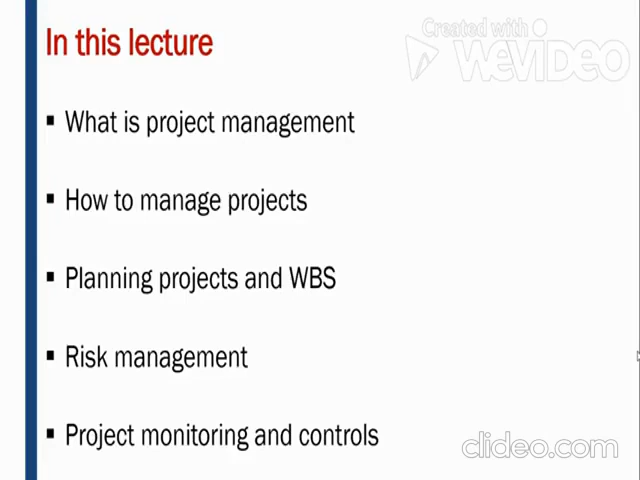 Created with
WEVIDEO
In this lecture
▪ What is project management
▪ How to manage projects
▪ Planning projects and WBS
▪ Risk management
▪ Project monitoring and controls
clideo.com